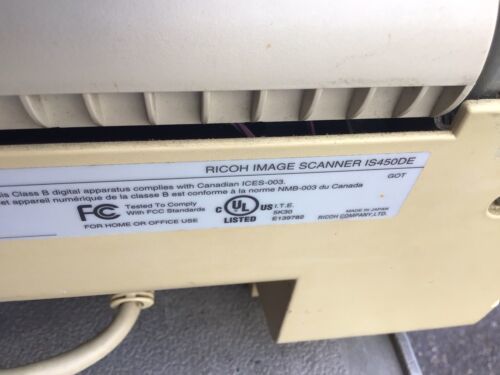 RICOH IMAGE SCANNER IS450DE
is Class B digital apparatus complies with Canadian ICES-003.
et appareil numérique de la classe B est conforme à la norme NMB-003 du Canada
GOT
FC Tested To Comply
With FCC Standards
FOR HOME OR OFFICE USE
C UL US
LISTED
I.T.E.
5K30
E139782
MADE IN JAPAN
RICOH COMPANY,LTD.